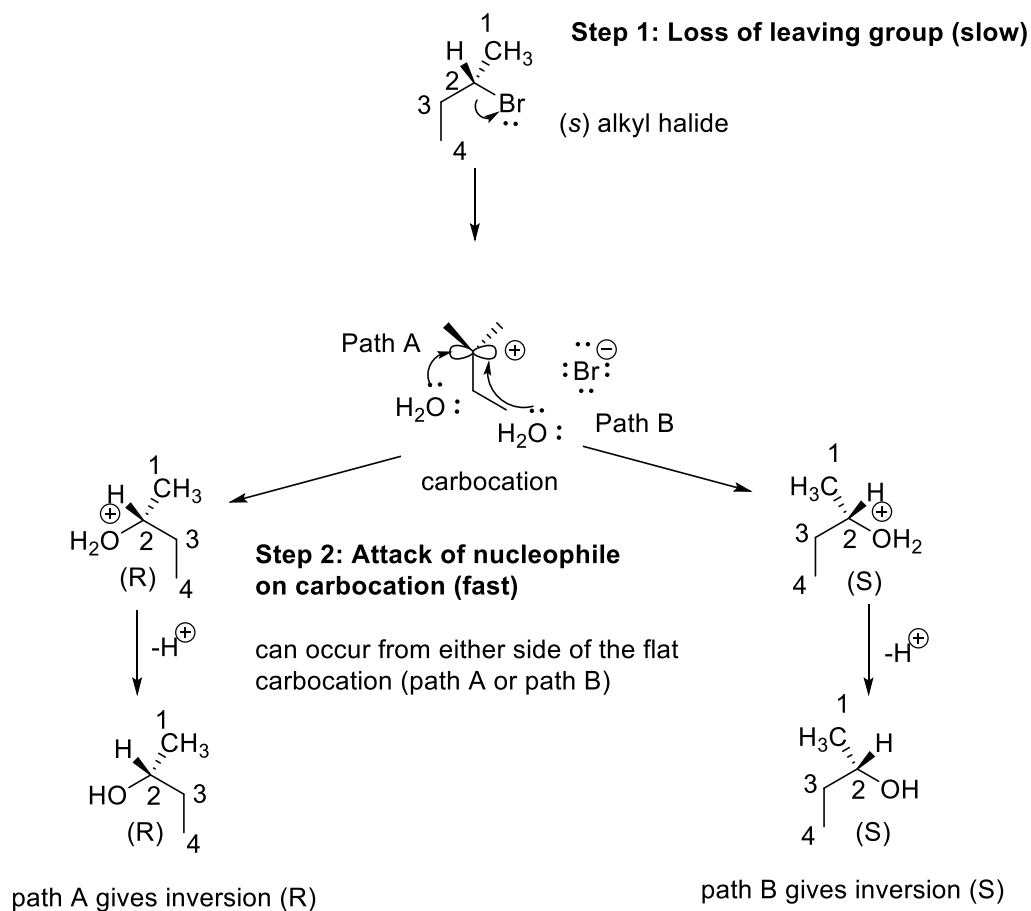 1
Step 1: Loss of leaving group (slow)
H
CH3
2
3
Br
(s) alkyl halide
4
Path A
+
Br
−
H2O
H2O
Path B
carbocation
1
H
CH3
+
H2O
2
3
(R)
4
1
H3C
H
+
3
2
OH2
4
(S)
Step 2: Attack of nucleophile
on carbocation (fast)
-H+
-H+
can occur from either side of the flat
carbocation (path A or path B)
1
H
CH3
HO
2
3
(R)
4
1
H3C
H
3
2
OH
4
(S)
path A gives inversion (R)
path B gives inversion (S)